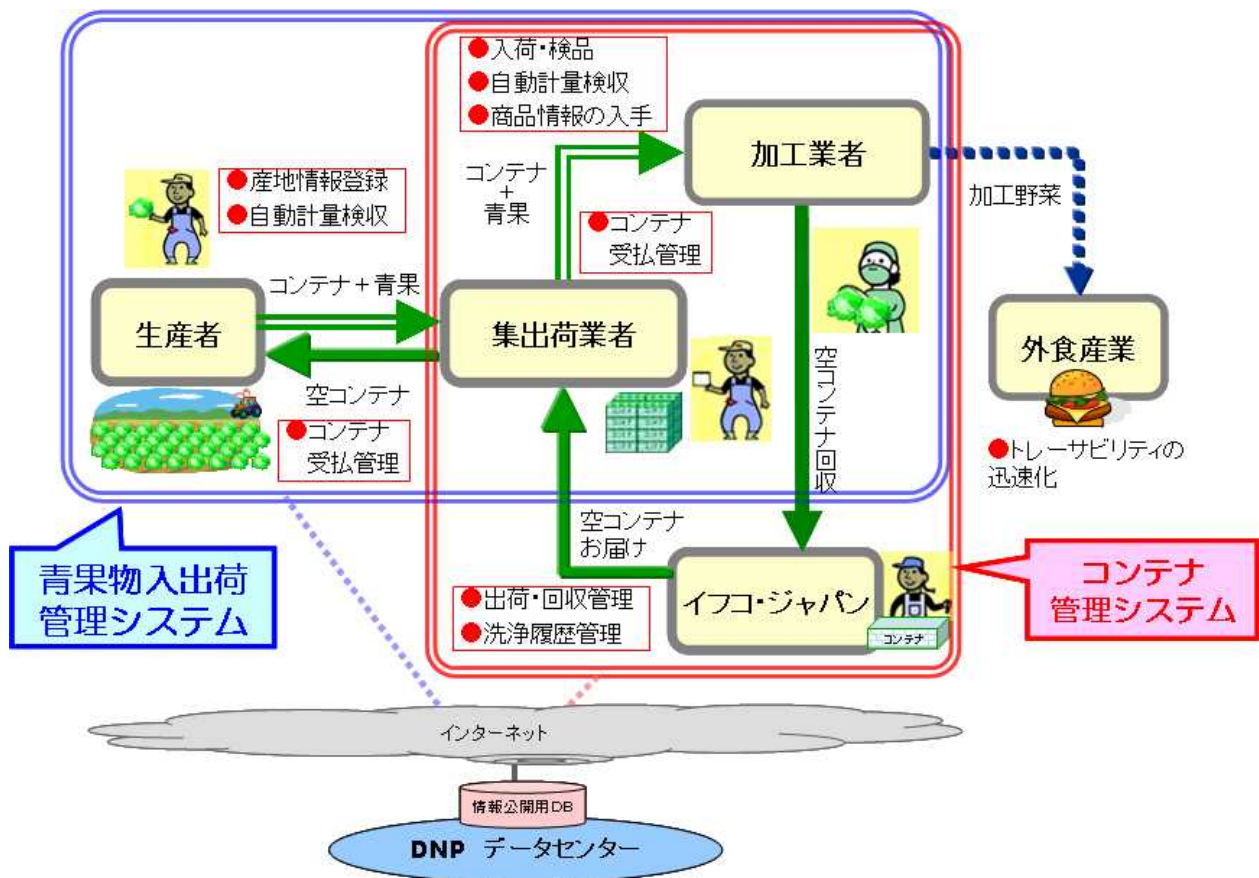 ●入荷・検品
●自動計量検収
●商品情報の入手
加工業者
コンテナ
+
青果
加工野菜
●産地情報登録
●自動計量検収
●コンテナ
受払管理
コンテナ+青果
生産者
集出荷業者
外食産業
空コンテナ
●コンテナ
受払管理
空コンテナ回収
●トレーサビリティの
迅速化
空コンテナ
お届け
青果物入出荷
管理システム
●出荷・回収管理
●洗浄履歴管理
イフコ・ジャパン
コンテナ
コンテナ
管理システム
インターネット
情報公開用DB
DNP データセンター